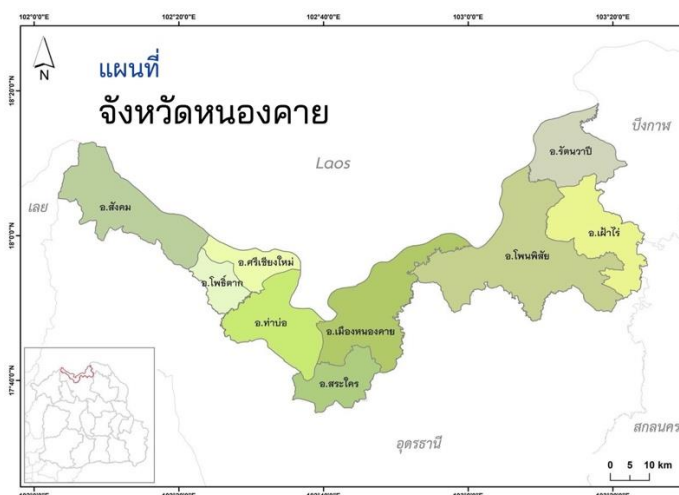 102°0'0"E 102°20'0"E 102°40'0"E 103°0'0"E 103°20'0"E
N
แผนที่
จังหวัดหนองคาย
18°20'0"N
บึงกาฬ
อ.รัตนวาปี
Laos
เลย
อ.สังคม
18°0'0"N
อ.เฝ้าไร่
อ.ศรีเชียงใหม่
อ.โพนพิสัย
อ.โพธิ์ตาก
อ.ท่าบ่อ
อ.เมืองหนองคาย
17°40'0"N
อ.สระใคร
สกลนคร
อุดรธานี
0 5 10 km